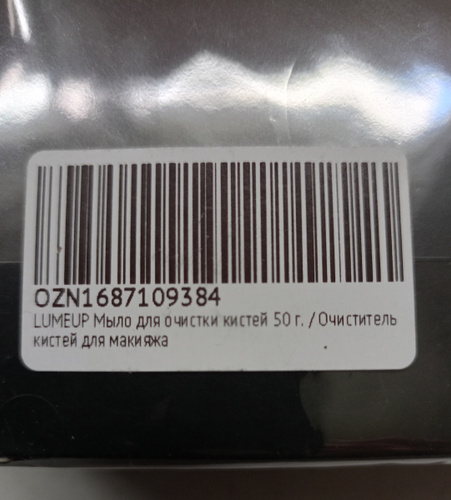 OZN1687109384
LUMEUP Мыло для очистки кистей 50 г. / Очиститель
кистей для макияжа